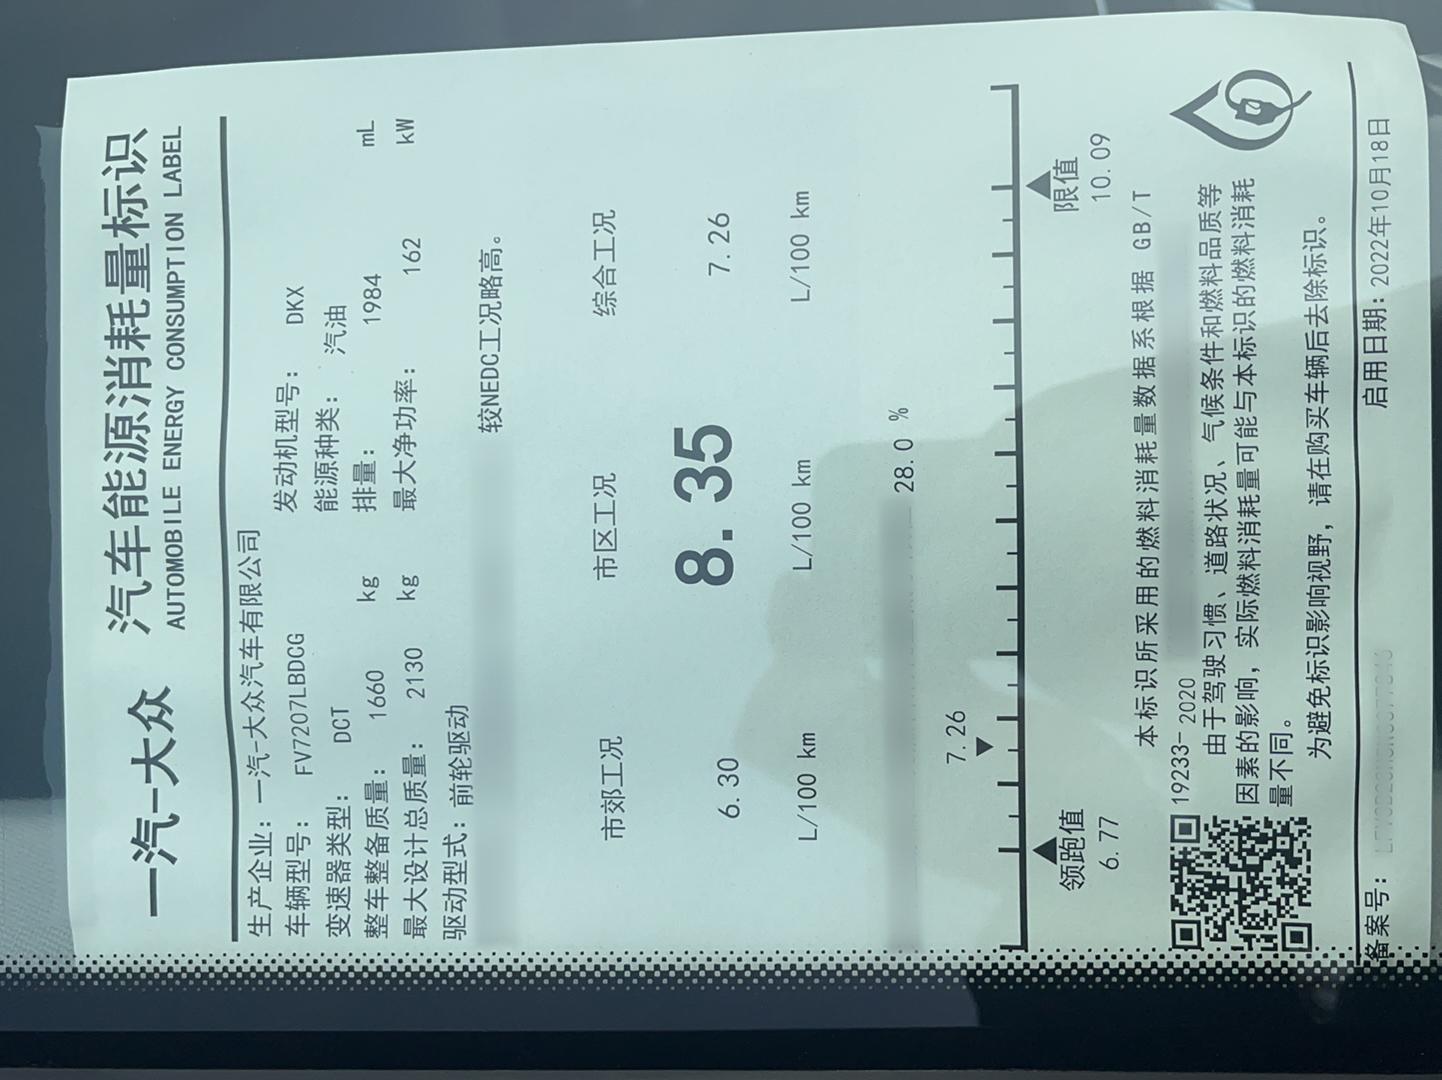 一汽-大众 汽车能源消耗量标识
AUTOMOBILE ENERGY CONSUMPTION LABEL
生产企业：一汽-大众汽车有限公司
车辆型号：FV7207LBDCG 发动机型号：DKX
变速器类型：DCT 能源种类：汽油
整车整备质量：1660 kg 排量：1984 mL
最大设计总质量：2130 kg 最大净功率：162 kW
驱动型式：前轮驱动
较NEDC工况略高。
市郊工况 市区工况 综合工况
6.30 8.35 7.26
L/100 km L/100 km L/100 km
28.0 %
7.26
领跑值 限值
6.77 10.09
本标识所采用的燃料消耗量数据系根据 GB/T
19233-2020
由于驾驶习惯、道路状况、气候条件和燃料品质等
因素的影响，实际燃料消耗量可能与本标识的燃料消耗
量不同。
为避免标识影响视野，请在购买车辆后去除标识。
备案号： 启用日期：2022年10月18日